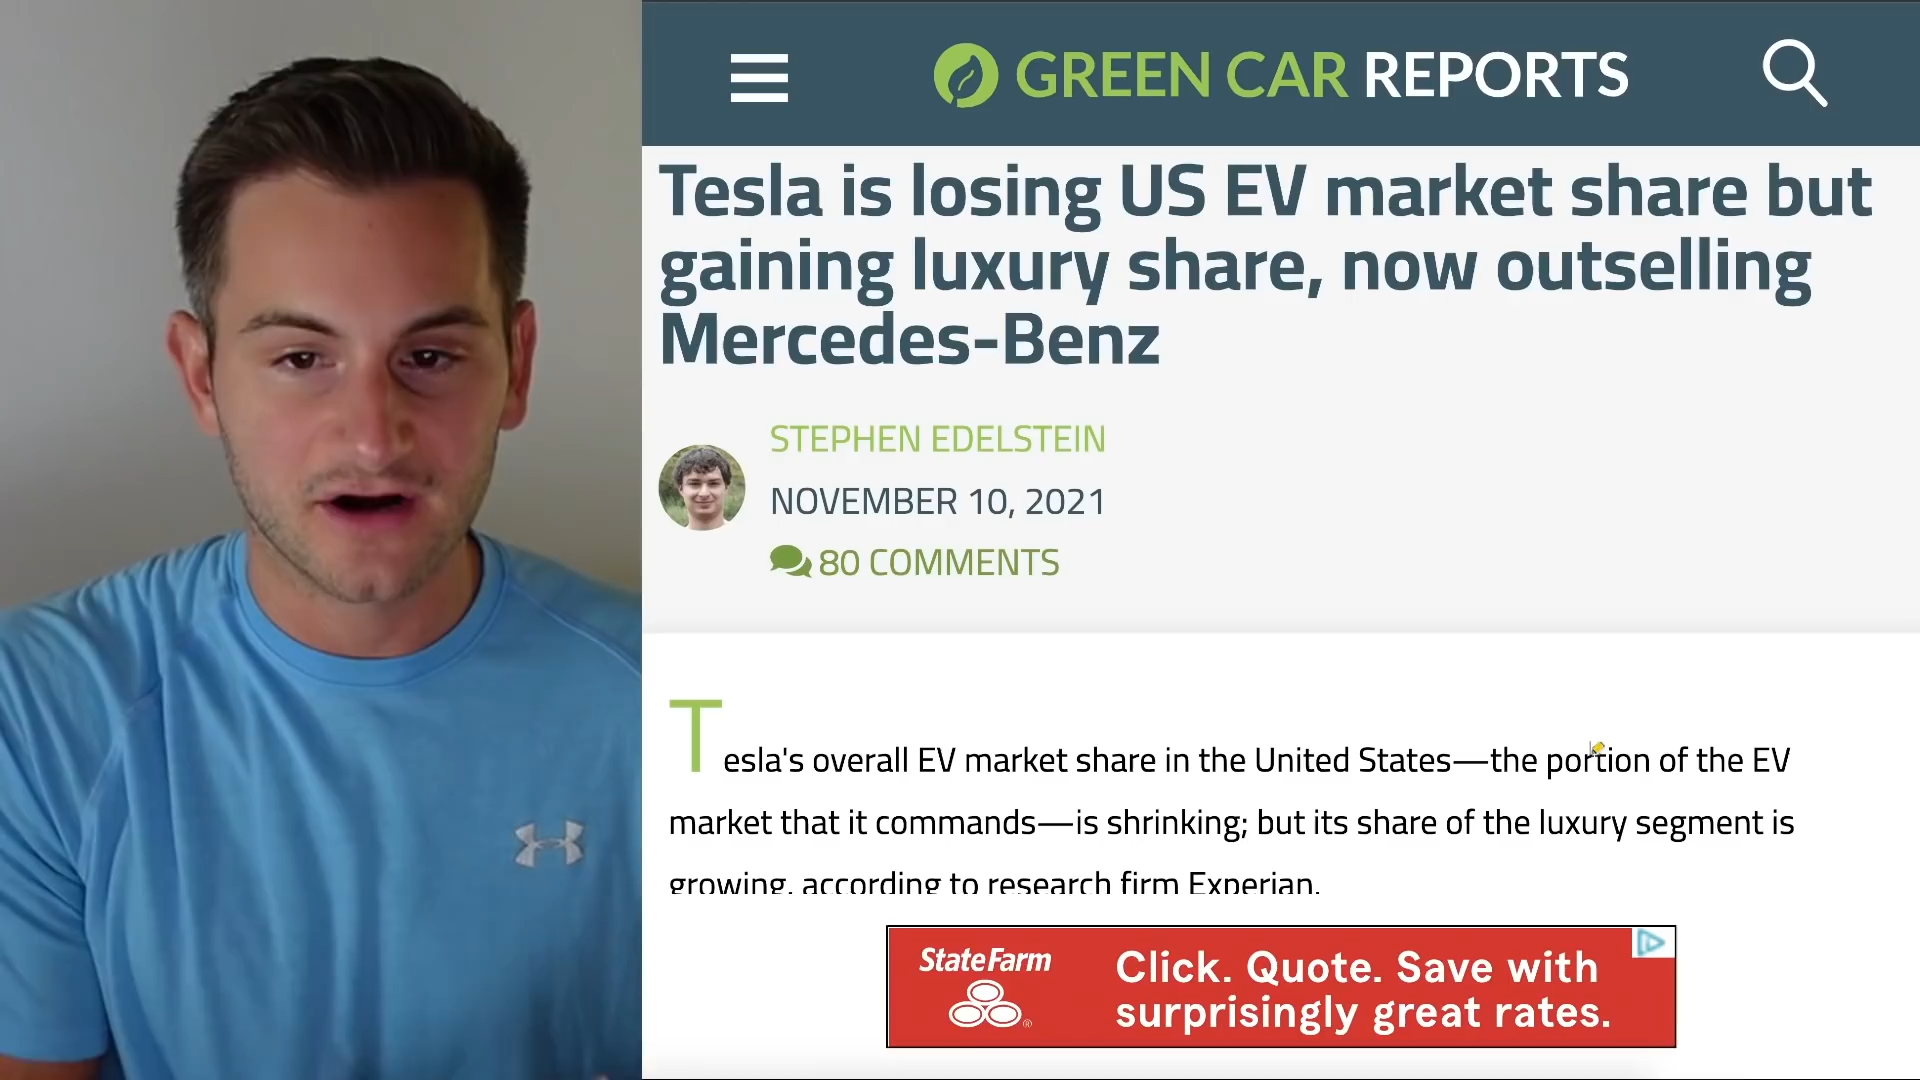 GREEN CAR REPORTS
Tesla is losing US EV market share but
gaining luxury share, now outselling
Mercedes-Benz
STEPHEN EDELSTEIN
NOVEMBER 10, 2021
80 COMMENTS
Tesla's overall EV market share in the United States—the portion of the EV
market that it commands—is shrinking; but its share of the luxury segment is
growing, according to research firm Experian.
StateFarm
®
Click. Quote. Save with
surprisingly great rates.